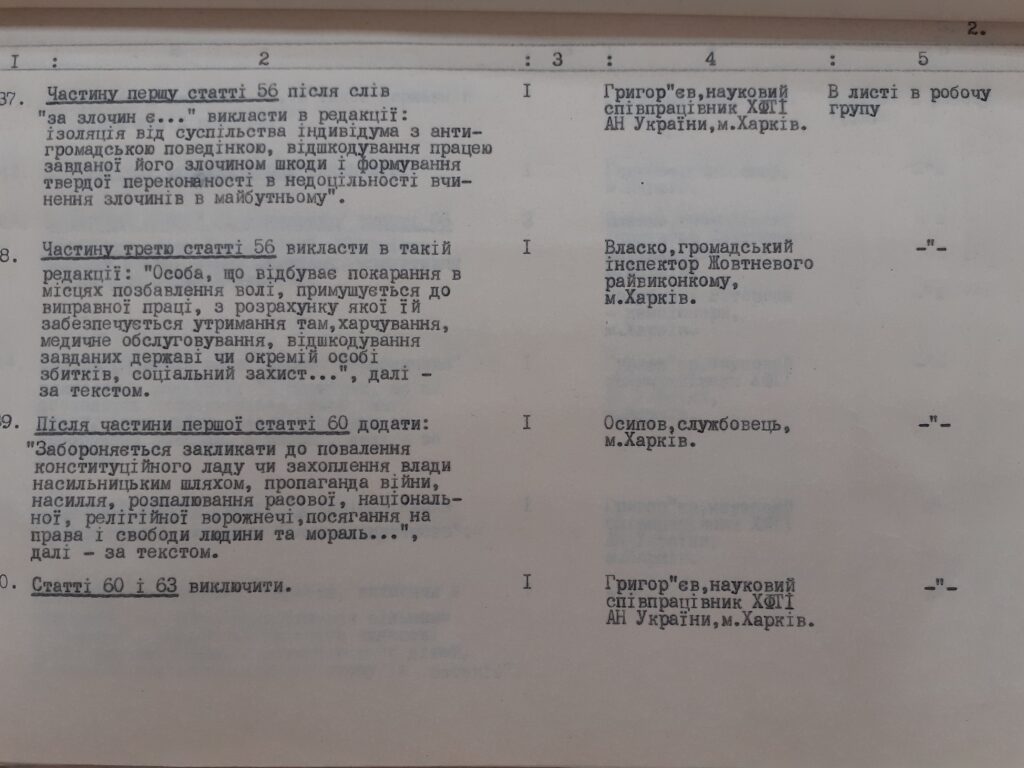 2.
I : 2 : 3 : 4 : 5
37. Частину першу статті 56 після слів I Григор"єв,науковий В листі в робочу
"за злочин є..." викласти в редакції: співпрацівник ХФТІ групу
ізоляція від суспільства індивідума з анти- АН України,м.Харків.
громадською поведінкою, відшкодування працею
завданої його злочином шкоди і формування
твердої переконаності в недоцільності вчи-
нення злочинів в майбутньому".
8. Частину третю статті 56 викласти в такій I Власко,громадський -"-
редакції: "Особа, що відбуває покарання в інспектор Жовтневого
місцях позбавлення волі, примушується до райвиконкому,
виправної праці, з розрахунку якої їй м.Харків.
забезпечується утримання там,харчування,
медичне обслуговування, відшкодування
завданих державі чи окремій особі
збитків, соціальний захист...", далі -
за текстом.
9. Після частини першої статті 60 додати: I Осипов,службовець, -"-
"Забороняється закликати до повалення м.Харків.
конституційного ладу чи захоплення влади
насильницьким шляхом, пропаганда війни,
насилля, розпалювання расової, національ-
ної, релігійної ворожнечі,посягання на
права і свободи людини та мораль...",
далі - за текстом.
0. Статті 60 і 63 виключити. I Григор"єв,науковий -"-
співпрацівник ХФТІ
АН України,м.Харків.